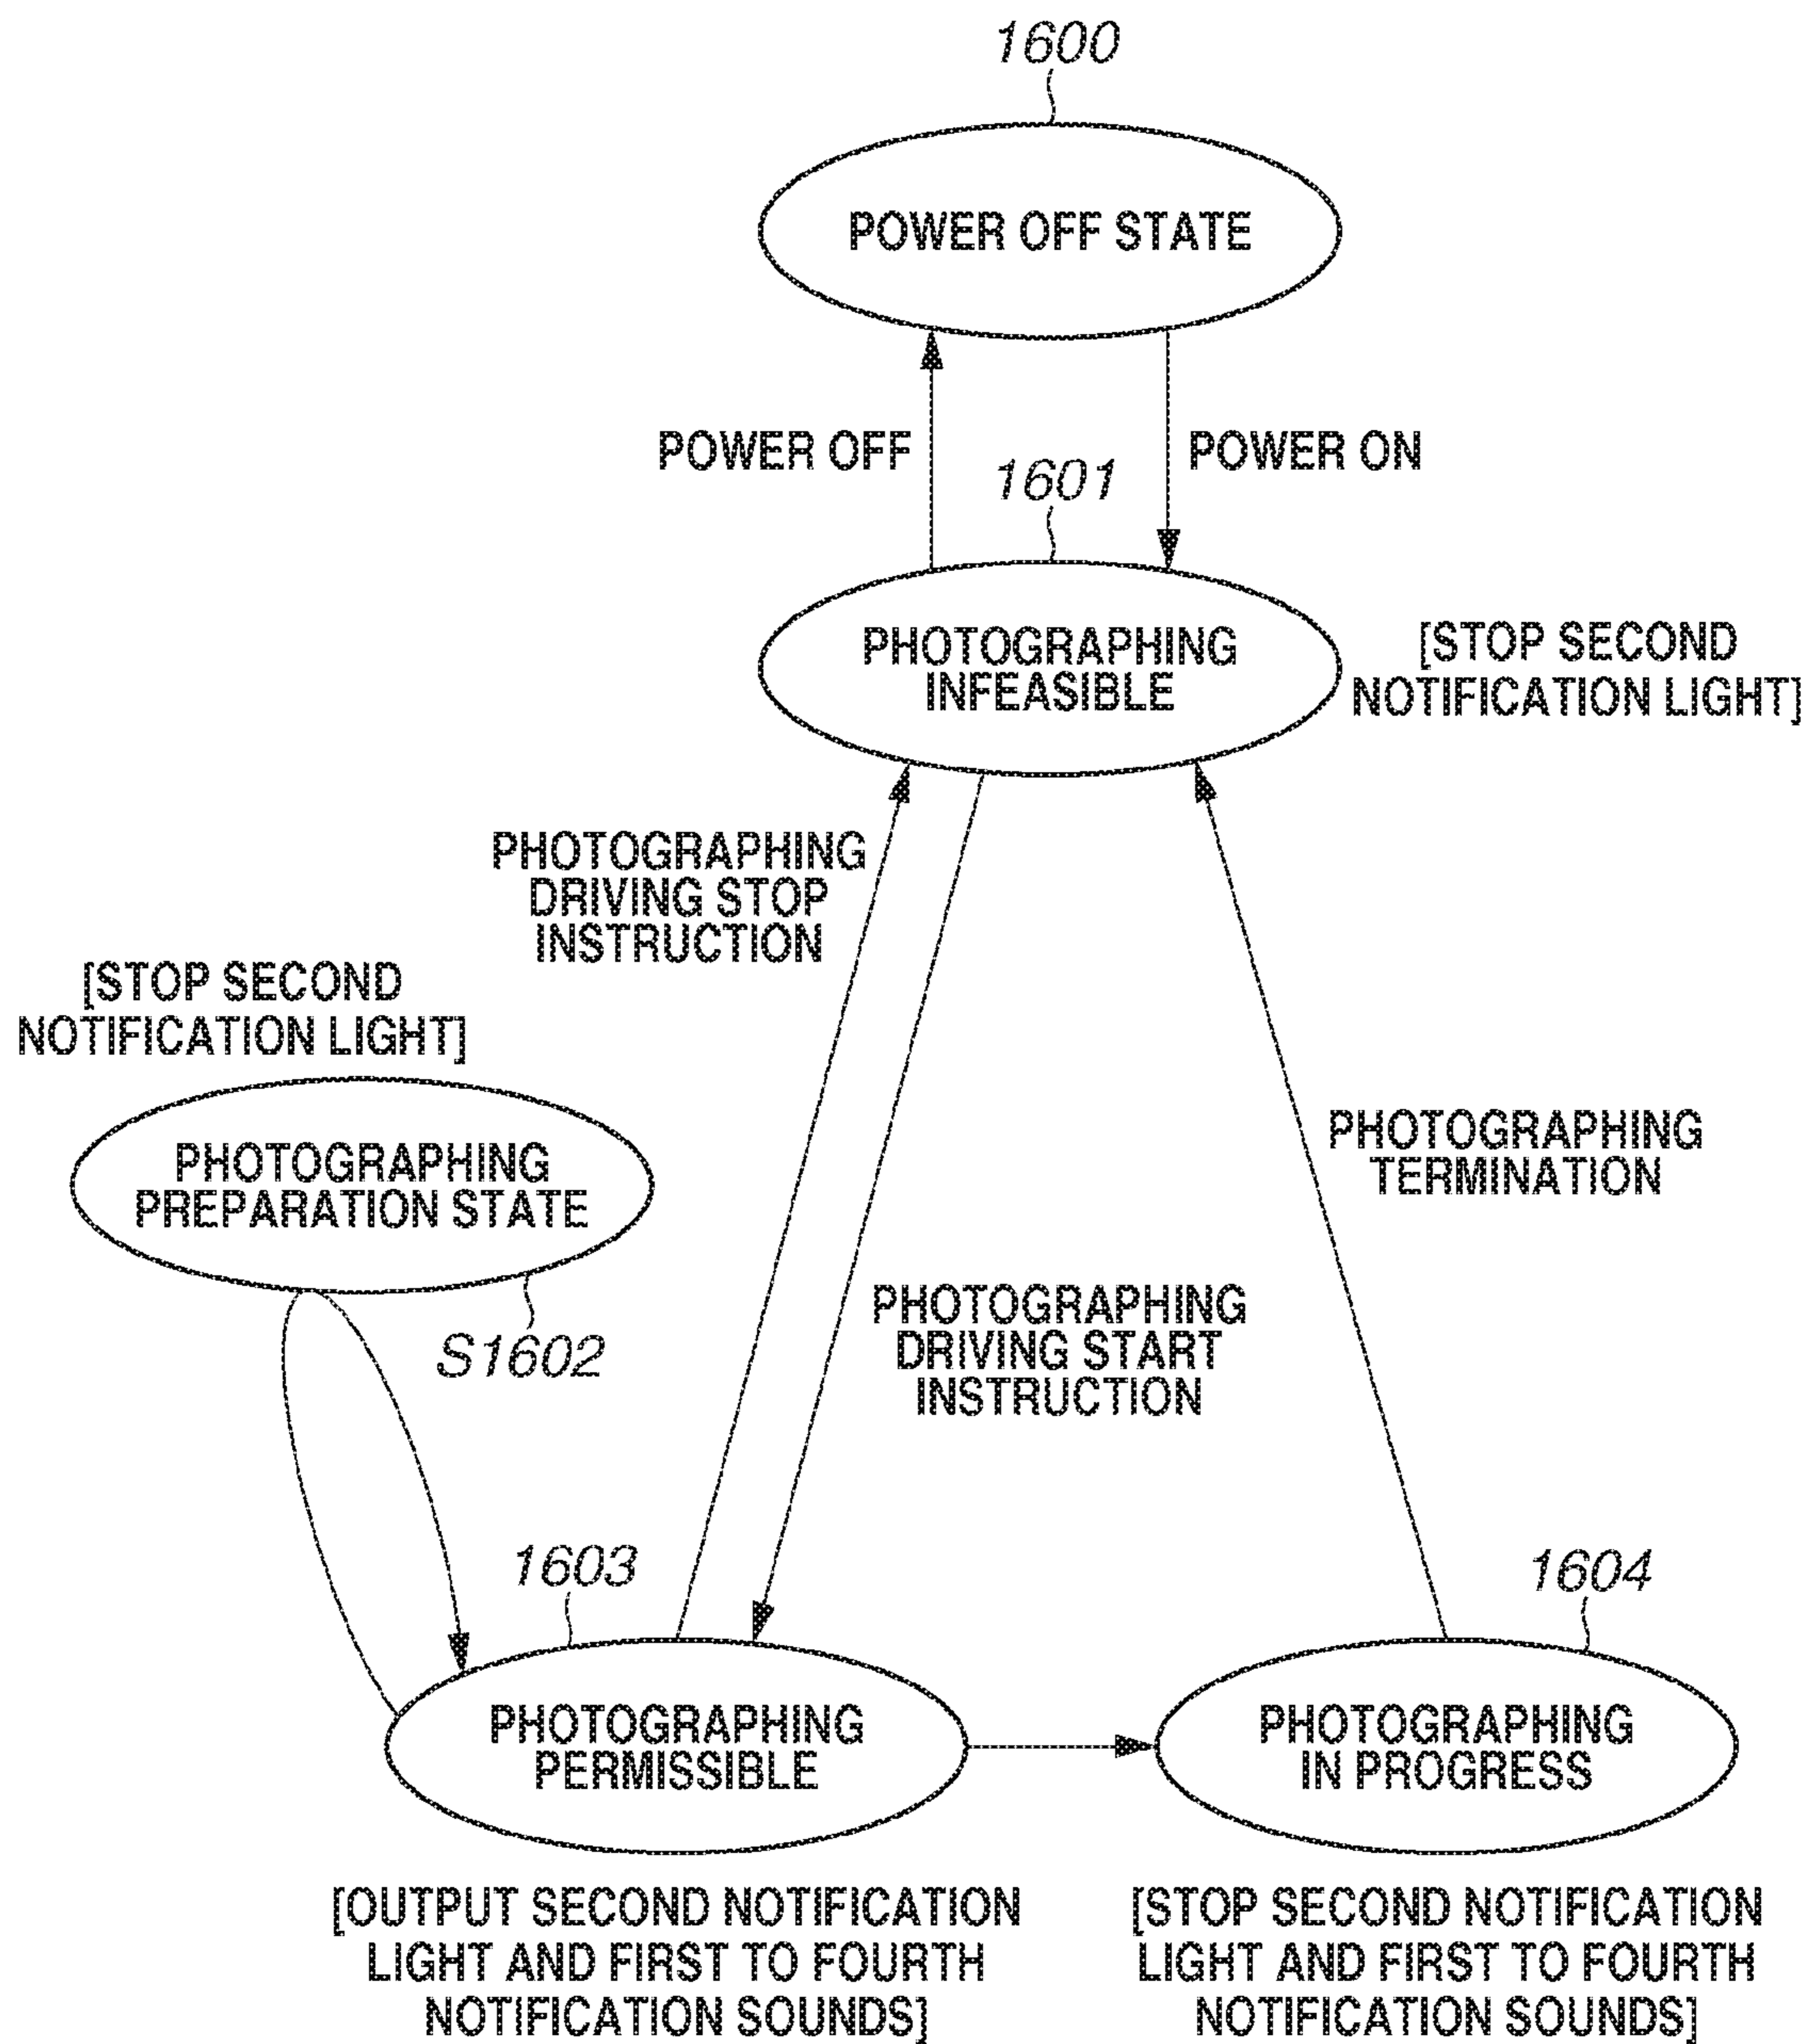 1600
POWER OFF STATE
POWER OFF
POWER ON
1601
PHOTOGRAPHING
INFEASIBLE
[STOP SECOND
NOTIFICATION LIGHT]
PHOTOGRAPHING
DRIVING STOP
INSTRUCTION
[STOP SECOND
NOTIFICATION LIGHT]
PHOTOGRAPHING
PREPARATION STATE
S1602
PHOTOGRAPHING
TERMINATION
PHOTOGRAPHING
DRIVING START
INSTRUCTION
1603
PHOTOGRAPHING
PERMISSIBLE
1604
PHOTOGRAPHING
IN PROGRESS
[OUTPUT SECOND NOTIFICATION
LIGHT AND FIRST TO FOURTH
NOTIFICATION SOUNDS]
[STOP SECOND NOTIFICATION
LIGHT AND FIRST TO FOURTH
NOTIFICATION SOUNDS]